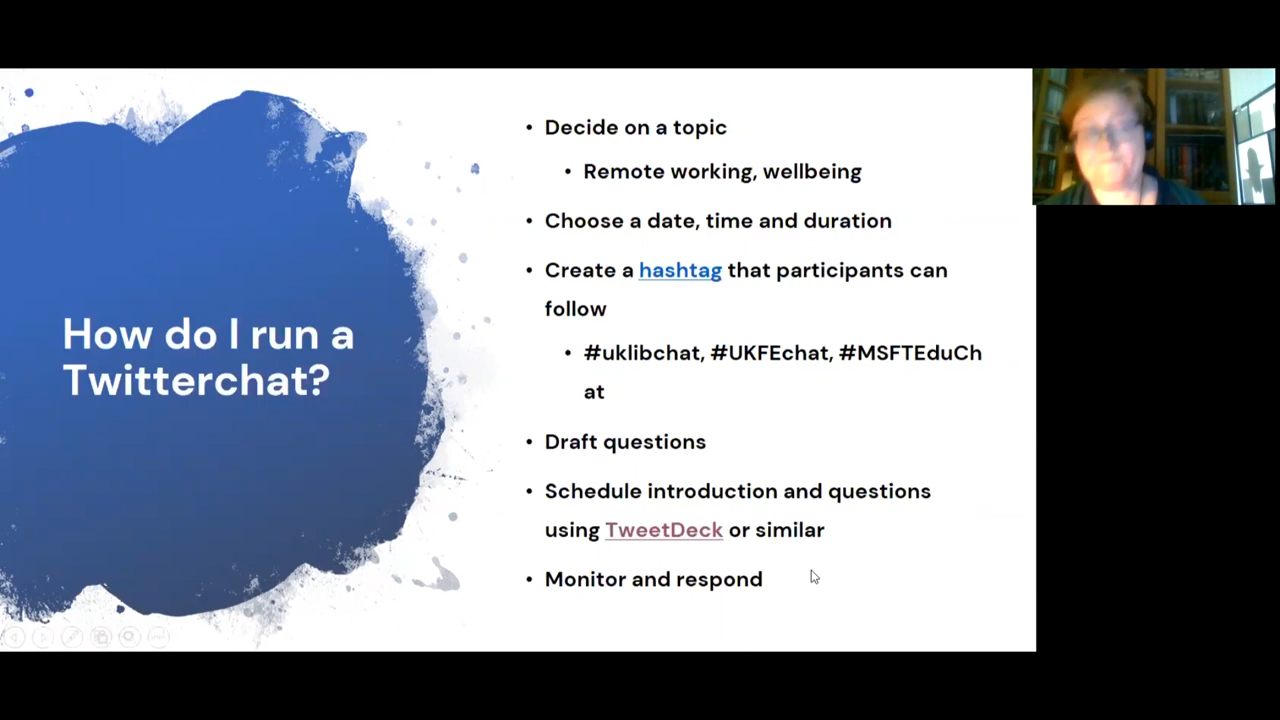 How do I run a
Twitterchat?
• Decide on a topic
• Remote working, wellbeing
• Choose a date, time and duration
• Create a hashtag that participants can
follow
• #uklibchat, #UKFEchat, #MSFTEduCh
at
• Draft questions
• Schedule introduction and questions
using TweetDeck or similar
• Monitor and respond